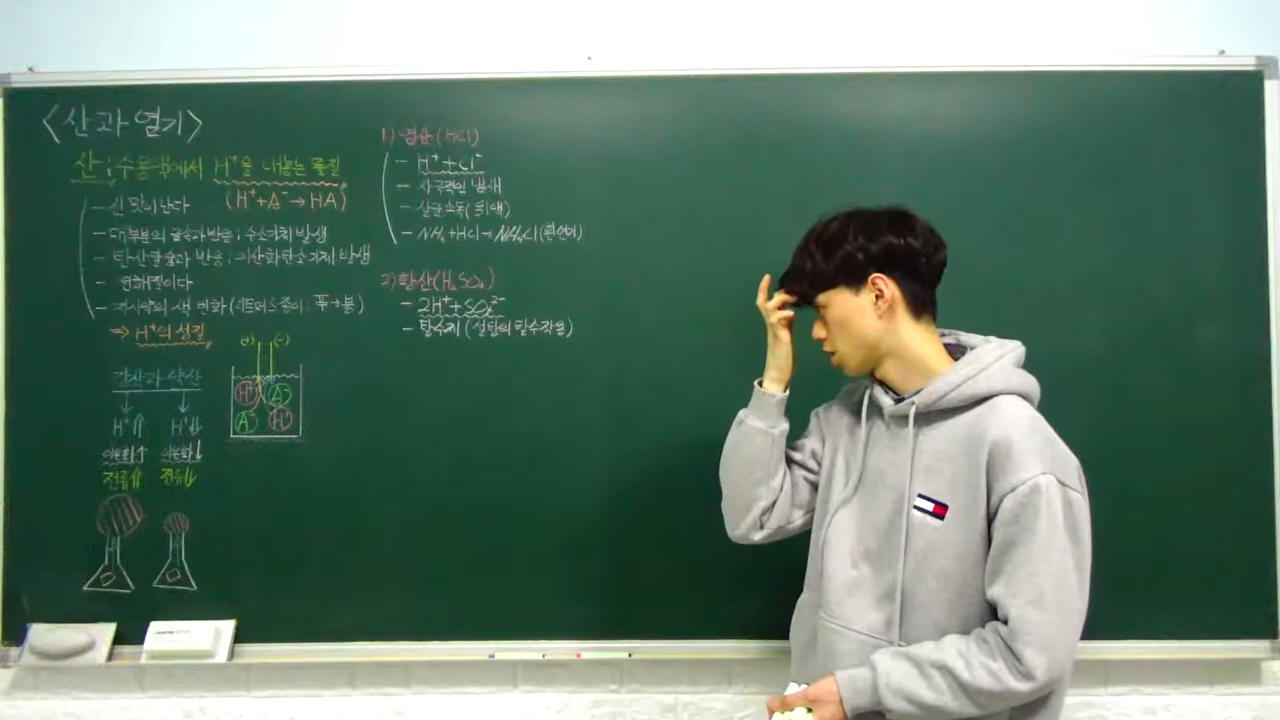 <산과 염기>
산 : 수용액에서 H⁺을 내놓는 물질
(H⁺+A⁻→HA)
- 신 맛이 난다
- 대부분의 금속과 반응 : 수소기체 발생
- 탄산칼슘과 반응 : 이산화탄소 기체 발생
- 전해질이다
- 지시약의 색 변화 (리트머스 종이 푸→붉)
⇒ H⁺의 성질
강산과 약산
↓ ↓
H⁺⇈ H⁺⇊
이온화↑ 이온화↓
전류⇈ 전류⇊
(+) (-)
H⁺ A⁻
A⁻ H⁺
1) 염산 (HCl)
- H⁺+Cl⁻
- 자극적인 냄새
- 살균소독 (위액)
- NH₃+HCl→NH₄Cl (흰연기)
2) 황산(H₂SO₄)
- 2H⁺+SO₄²⁻
- 탈수제 (설탕의 탈수작용)